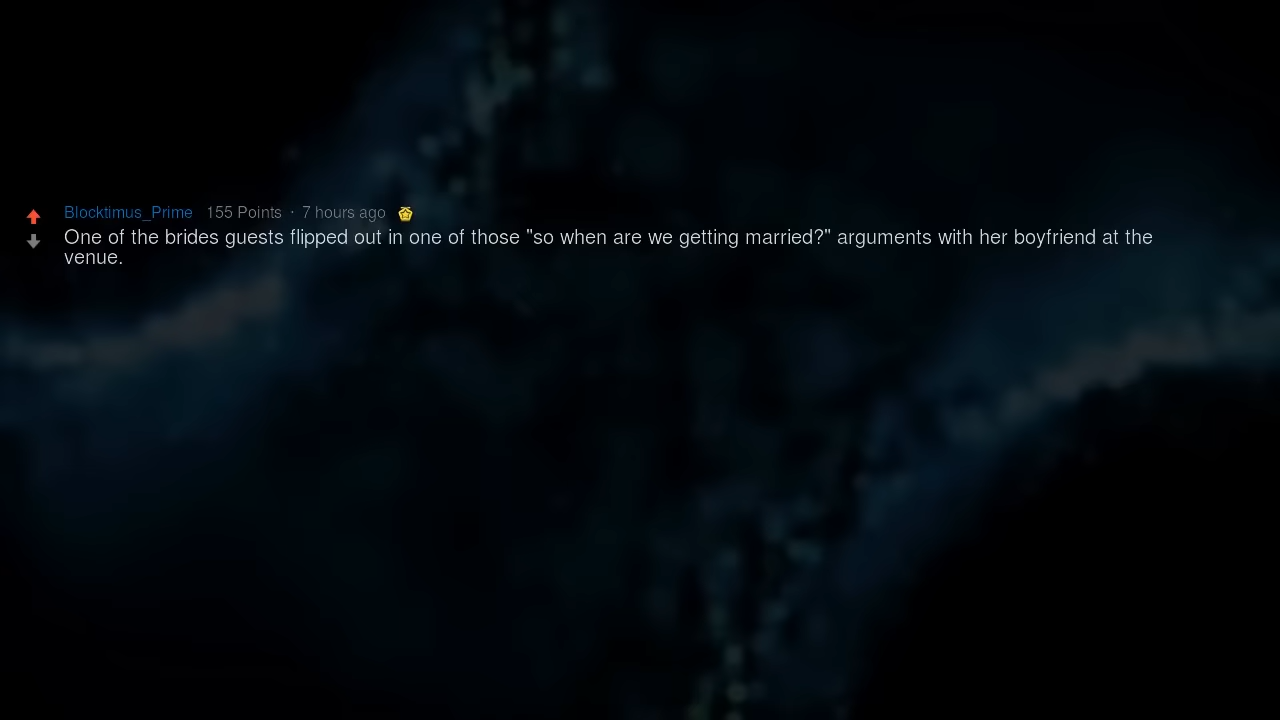 Blocktimus_Prime 155 Points · 7 hours ago
One of the brides guests flipped out in one of those "so when are we getting married?" arguments with her boyfriend at the
venue.